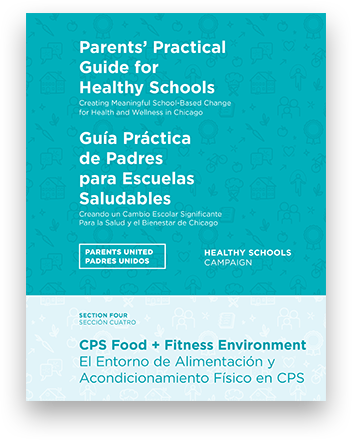 Parents' Practical
Guide for
Healthy Schools
Creating Meaningful School-Based Change
for Health and Wellness in Chicago
Guía Práctica
de Padres
para Escuelas
Saludables
Creando un Cambio Escolar Significante
Para la Salud y el Bienestar de Chicago
PARENTS UNITED
PADRES UNIDOS
HEALTHY SCHOOLS
CAMPAIGN
SECTION FOUR
SECCIÓN CUATRO
CPS Food + Fitness Environment
El Entorno de Alimentación y
Acondicionamiento Físico en CPS